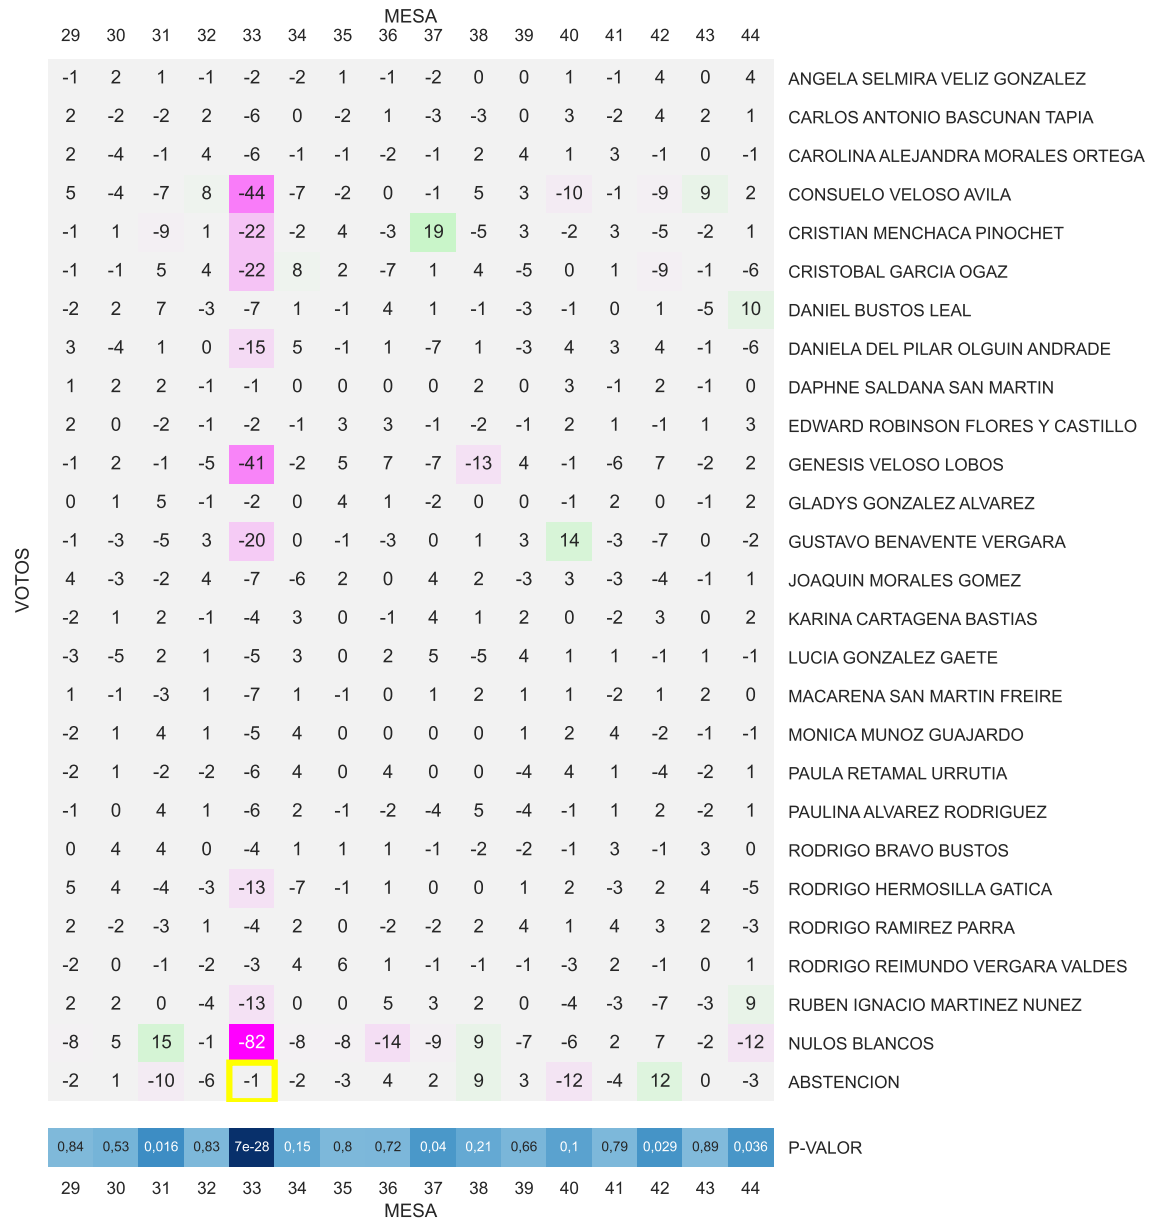 MESA
29 30 31 32 33 34 35 36 37 38 39 40 41 42 43 44
-1 2 1 -1 -2 -2 1 -1 -2 0 0 1 -1 4 0 4 ANGELA SELMIRA VELIZ GONZALEZ
2 -2 -2 2 -6 0 -2 1 -3 -3 0 3 -2 4 2 1 CARLOS ANTONIO BASCUNAN TAPIA
2 -4 -1 4 -6 -1 -1 -2 -1 2 4 1 3 -1 0 -1 CAROLINA ALEJANDRA MORALES ORTEGA
5 -4 -7 8 -44 -7 -2 0 -1 5 3 -10 -1 -9 9 2 CONSUELO VELOSO AVILA
-1 1 -9 1 -22 -2 4 -3 19 -5 3 -2 3 -5 -2 1 CRISTIAN MENCHACA PINOCHET
-1 -1 5 4 -22 8 2 -7 1 4 -5 0 1 -9 -1 -6 CRISTOBAL GARCIA OGAZ
-2 2 7 -3 -7 1 -1 4 1 -1 -3 -1 0 1 -5 10 DANIEL BUSTOS LEAL
3 -4 1 0 -15 5 -1 1 -7 1 -3 4 3 4 -1 -6 DANIELA DEL PILAR OLGUIN ANDRADE
1 2 2 -1 -1 0 0 0 0 2 0 3 -1 2 -1 0 DAPHNE SALDANA SAN MARTIN
2 0 -2 -1 -2 -1 3 3 -1 -2 -1 2 1 -1 1 3 EDWARD ROBINSON FLORES Y CASTILLO
-1 2 -1 -5 -41 -2 5 7 -7 -13 4 -1 -6 7 -2 2 GENESIS VELOSO LOBOS
0 1 5 -1 -2 0 4 1 -2 0 0 -1 2 0 -1 2 GLADYS GONZALEZ ALVAREZ
-1 -3 -5 3 -20 0 -1 -3 0 1 3 14 -3 -7 0 -2 GUSTAVO BENAVENTE VERGARA
4 -3 -2 4 -7 -6 2 0 4 2 -3 3 -3 -4 -1 1 JOAQUIN MORALES GOMEZ
VOTOS
-2 1 2 -1 -4 3 0 -1 4 1 2 0 -2 3 0 2 KARINA CARTAGENA BASTIAS
-3 -5 2 1 -5 3 0 2 5 -5 4 1 1 -1 1 -1 LUCIA GONZALEZ GAETE
1 -1 -3 1 -7 1 -1 0 1 2 1 1 -2 1 2 0 MACARENA SAN MARTIN FREIRE
-2 1 4 1 -5 4 0 0 0 0 1 2 4 -2 -1 -1 MONICA MUNOZ GUAJARDO
-2 1 -2 -2 -6 4 0 4 0 0 -4 4 1 -4 -2 1 PAULA RETAMAL URRUTIA
-1 0 4 1 -6 2 -1 -2 -4 5 -4 -1 1 2 -2 1 PAULINA ALVAREZ RODRIGUEZ
0 4 4 0 -4 1 1 1 -1 -2 -2 -1 3 -1 3 0 RODRIGO BRAVO BUSTOS
5 4 -4 -3 -13 -7 -1 1 0 0 1 2 -3 2 4 -5 RODRIGO HERMOSILLA GATICA
2 -2 -3 1 -4 2 0 -2 -2 2 4 1 4 3 2 -3 RODRIGO RAMIREZ PARRA
-2 0 -1 -2 -3 4 6 1 -1 -1 -1 -3 2 -1 0 1 RODRIGO REIMUNDO VERGARA VALDES
2 2 0 -4 -13 0 0 5 3 2 0 -4 -3 -7 -3 9 RUBEN IGNACIO MARTINEZ NUNEZ
-8 5 15 -1 -82 -8 -8 -14 -9 9 -7 -6 2 7 -2 -12 NULOS BLANCOS
-2 1 -10 -6 -1 -2 -3 4 2 9 3 -12 -4 12 0 -3 ABSTENCION
0,84 0,53 0,016 0,83 7e-28 0,15 0,8 0,72 0,04 0,21 0,66 0,1 0,79 0,029 0,89 0,036 P-VALOR
29 30 31 32 33 34 35 36 37 38 39 40 41 42 43 44
MESA